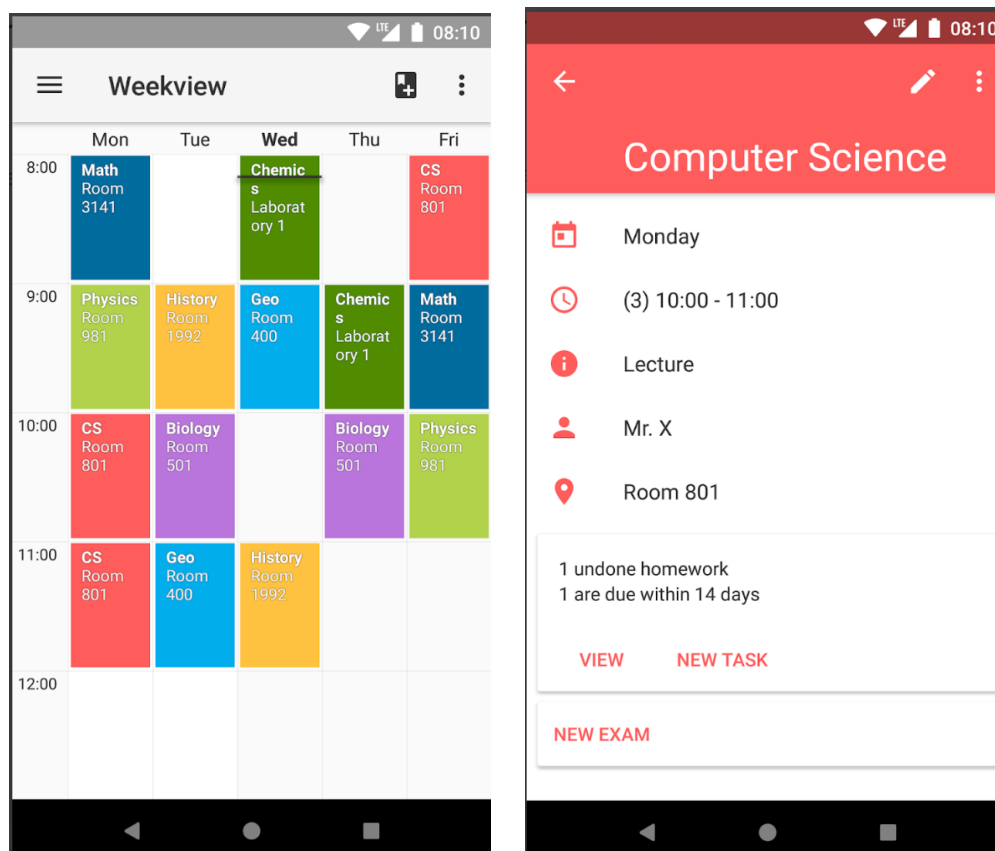 LTE 08:10
Weekview
Mon Tue Wed Thu Fri
8:00
Math
Room
3141
Chemic
s
Laborat
ory 1
CS
Room
801
9:00
Physics
Room
981
History
Room
1992
Geo
Room
400
Chemic
s
Laborat
ory 1
Math
Room
3141
10:00
CS
Room
801
Biology
Room
501
Biology
Room
501
Physics
Room
981
11:00
CS
Room
801
Geo
Room
400
History
Room
1992
12:00
LTE 08:10
Computer Science
Monday
(3) 10:00 - 11:00
Lecture
Mr. X
Room 801
1 undone homework
1 are due within 14 days
VIEW NEW TASK
NEW EXAM